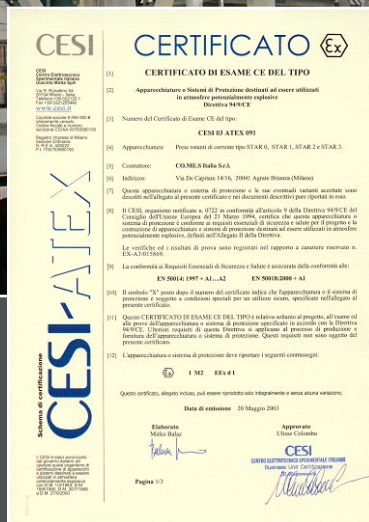 CESI
CERTIFICATO
Ex
CESI
Centro Elettrotecnico
Sperimentale Italiano
Giacinto Motta SpA
Via R. Rubattino 54
20134 Milano - Italia
www.cesi.it
[1] CERTIFICATO DI ESAME CE DEL TIPO
[2] Apparecchiature o Sistemi di Protezione destinati ad essere utilizzati
in atmosfere potenzialmente esplosive
Direttiva 94/9/CE
[3] Numero del Certificato di Esame CE del tipo:
CESI 03 ATEX 091
[4] Apparecchiatura: Prese rotanti di corrente tipo STAR 0, STAR 1, STAR 2 e STAR 3.
[5] Costruttore: CO.ME.S Italia S.r.l.
[6] Indirizzo: Via De Capitani 14/16, 20041 Agrate Brianza (Milano)
[7] Questa apparecchiatura o sistema di protezione e le sue eventuali varianti accettate sono
descritti nell'allegato al presente certificato e nei documenti descrittivi pure riportati in esso.
[8] Il CESI, organismo notificato n. 0722 in conformità all'articolo 9 della Direttiva 94/9/CE del
Consiglio dell'Unione Europea del 23 Marzo 1994, certifica che questa apparecchiatura o
sistema di protezione è conforme ai requisiti essenziali di sicurezza e salute per il progetto e la
costruzione di apparecchiature e sistemi di protezione destinati ad essere utilizzati in atmosfere
potenzialmente esplosive, definiti nell'Allegato II della Direttiva.
Le verifiche ed i risultati di prova sono registrati nel rapporto a carattere riservato n.
EX-A3/015869.
[9] La conformità ai Requisiti Essenziali di Sicurezza e Salute è assicurata dalla conformità alle:
EN 50014: 1997 + A1...A2 EN 50018:2000 + A1
[10] Il simbolo "X" posto dopo il numero del certificato indica che l'apparecchiatura o il sistema di
protezione è soggetto a condizioni speciali per un utilizzo sicuro, specificate nell'allegato al
presente certificato.
[11] Questo CERTIFICATO DI ESAME CE DEL TIPO è relativo soltanto al progetto, all'esame ed
alle prove dell'apparecchiatura o sistema di protezione specificato in accordo con la Direttiva
94/9/CE. Ulteriori requisiti di questa Direttiva si applicano al processo di produzione e
fornitura dell'apparecchiatura o sistema di protezione. Questi requisiti non sono oggetto del
presente certificato.
[12] L'apparecchiatura o sistema di protezione deve riportare i seguenti contrassegni:
Ex I M2 EEx d I
Questo certificato, allegato incluso, può essere riprodotto solo integralmente e senza alcuna variazione.
Data di emissione 20 Maggio 2003
Elaborato
Mirko Balaz
Approvato
Ulisse Colombo
CESI
CENTRO ELETTROTECNICO SPERIMENTALE ITALIANO
Business Unit Certificazione
Pagina 1/3
Schema di certificazione
CESI-ATEX